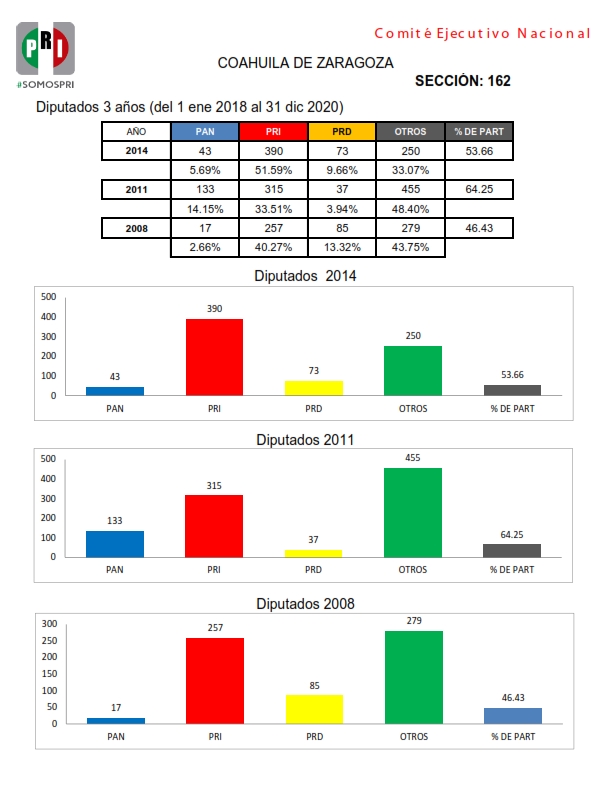 Comité Ejecutivo Nacional
PRI
#SOMOSPRI
COAHUILA DE ZARAGOZA
SECCIÓN: 162
Diputados 3 años (del 1 ene 2018 al 31 dic 2020)
AÑO PAN PRI PRD OTROS % DE PART
2014 43 390 73 250 53.66
5.69% 51.59% 9.66% 33.07%
2011 133 315 37 455 64.25
14.15% 33.51% 3.94% 48.40%
2008 17 257 85 279 46.43
2.66% 40.27% 13.32% 43.75%
Diputados 2014
500
400
300
200
100
0
43 390 73 250 53.66
PAN PRI PRD OTROS % DE PART
Diputados 2011
500
400
300
200
100
0
133 315 37 455 64.25
PAN PRI PRD OTROS % DE PART
Diputados 2008
300
250
200
150
100
50
0
17 257 85 279 46.43
PAN PRI PRD OTROS % DE PART